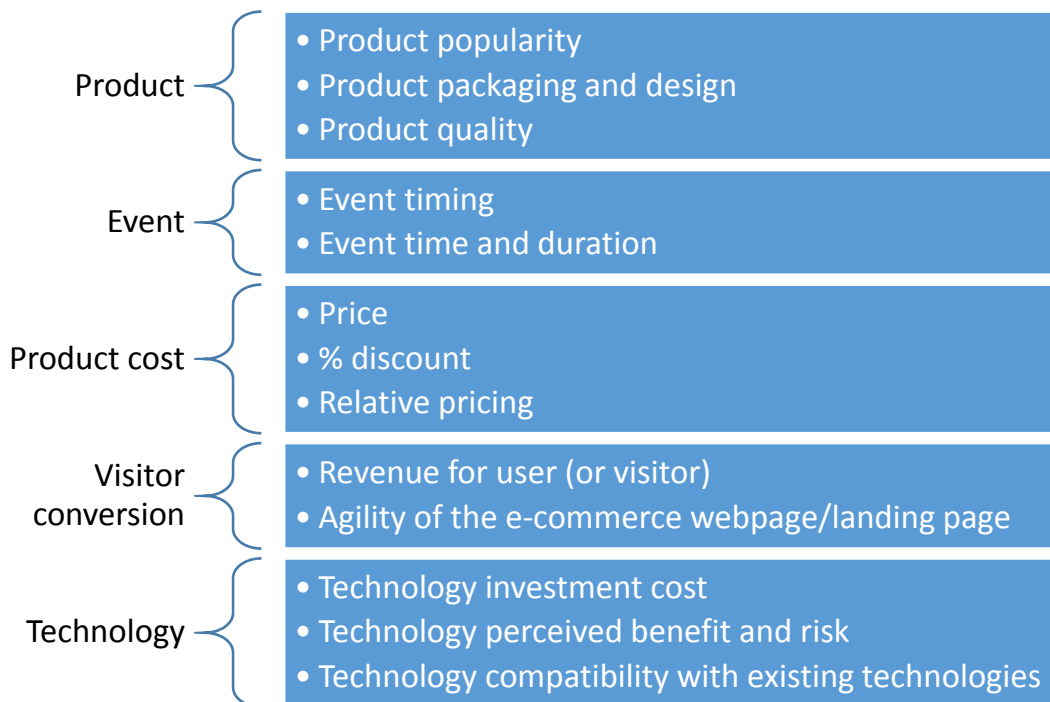 Product
• Product popularity
• Product packaging and design
• Product quality
Event
• Event timing
• Event time and duration
Product cost
• Price
• % discount
• Relative pricing
Visitor
conversion
• Revenue for user (or visitor)
• Agility of the e-commerce webpage/landing page
Technology
• Technology investment cost
• Technology perceived benefit and risk
• Technology compatibility with existing technologies